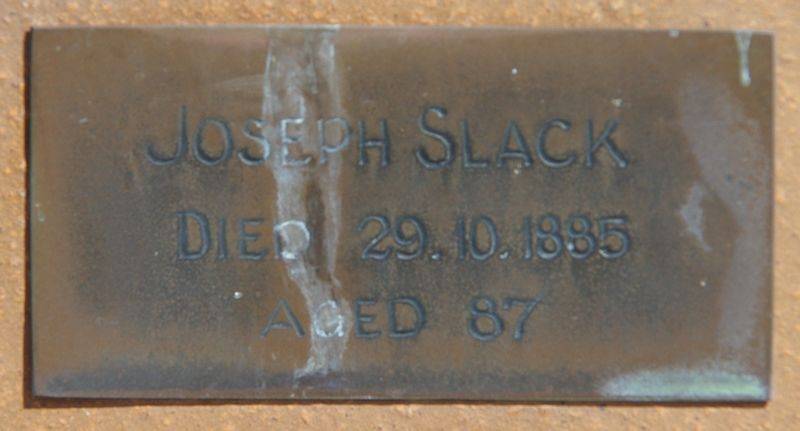 JOSEPH SLACK
DIED 29.10.1885
AGED 87